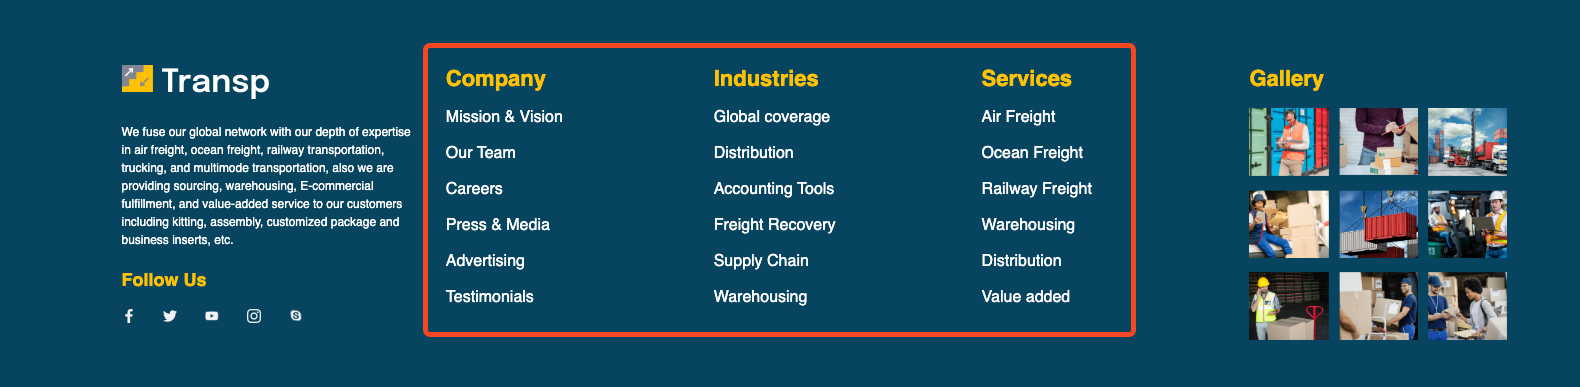 Transp
We fuse our global network with our depth of expertise
in air freight, ocean freight, railway transportation,
trucking, and multimode transportation, also we are
providing sourcing, warehousing, E-commercial
fulfillment, and value-added service to our customers
including kitting, assembly, customized package and
business inserts, etc.
Follow Us
Company
Mission & Vision
Our Team
Careers
Press & Media
Advertising
Testimonials
Industries
Global coverage
Distribution
Accounting Tools
Freight Recovery
Supply Chain
Warehousing
Services
Air Freight
Ocean Freight
Railway Freight
Warehousing
Distribution
Value added
Gallery